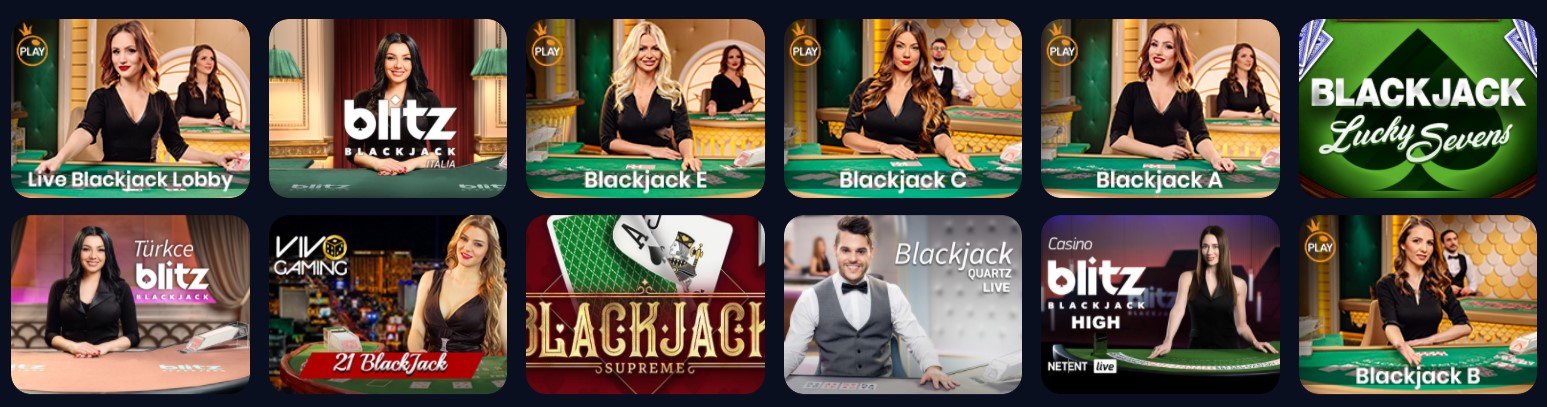 PLAY
Live Blackjack Lobby
blitz
BLACKJACK
ITALIA
blitz
PLAY
Blackjack E
PLAY
Blackjack C
PLAY
Blackjack A
BLACKJACK
Lucky Sevens
Türkce
blitz
BLACKJACK
VIVO
GAMING
21 BlackJack
A
J
BLACKJACK
SUPREME
Blackjack
QUARTZ
LIVE
Casino
blitz
BLACKJACK
HIGH
NETENT live
PLAY
Blackjack B